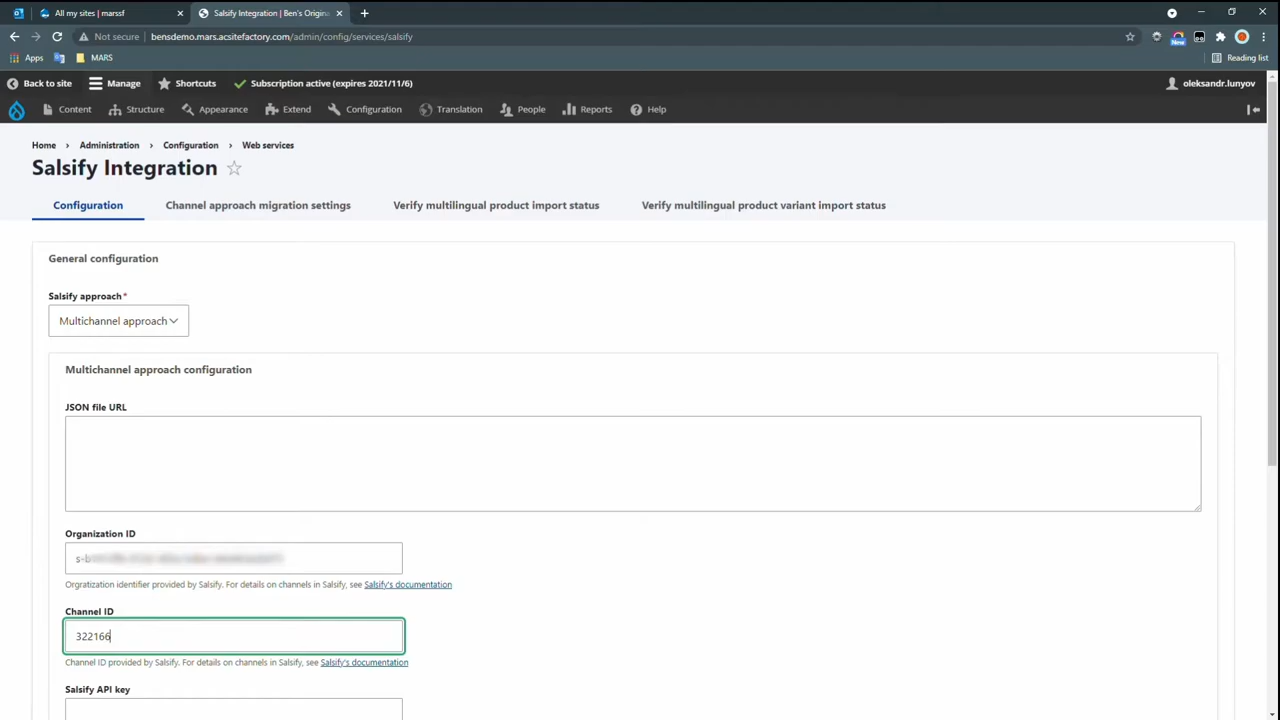 All my sites | marssf
Salsify Integration | Ben's Origin
Not secure | bensdemo.mars.acsitefactory.com/admin/config/services/salsify
New
Apps
MARS
Reading list
Back to site
Manage
Shortcuts
Subscription active (expires 2021/11/6)
oleksandr.lunyov
Content
Structure
Appearance
Extend
Configuration
Translation
People
Reports
Help
Home › Administration › Configuration › Web services
Salsify Integration
Configuration
Channel approach migration settings
Verify multilingual product import status
Verify multilingual product variant import status
General configuration
Salsify approach*
Multichannel approach
Multichannel approach configuration
JSON file URL
Organization ID
s-b
Orgratization identifier provided by Salsify. For details on channels in Salsify, see Salsify's documentation
Channel ID
322166
Channel ID provided by Salsify. For details on channels in Salsify, see Salsify's documentation
Salsify API key